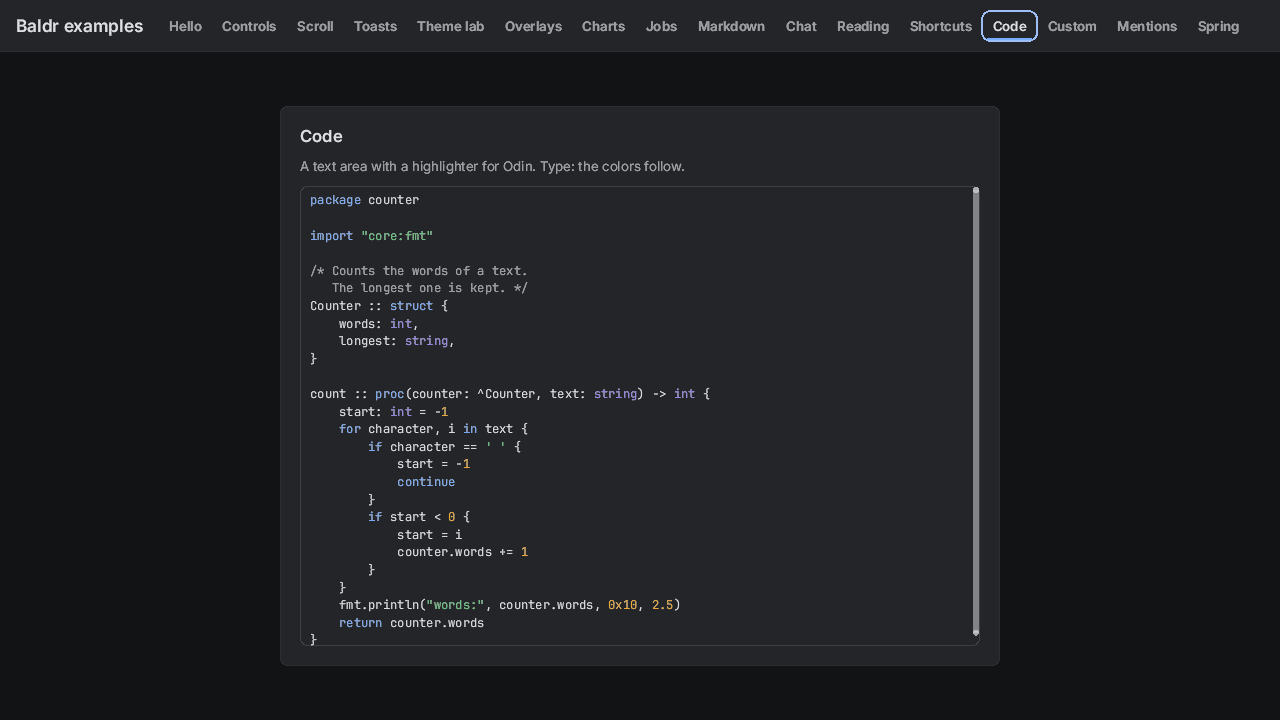 Baldr examples Hello Controls Scroll Toasts Theme lab Overlays Charts Jobs Markdown Chat Reading Shortcuts Code Custom Mentions Spring
Code
A text area with a highlighter for Odin. Type: the colors follow.
package counter

import "core:fmt"

/* Counts the words of a text.
   The longest one is kept. */
Counter :: struct {
    words: int,
    longest: string,
}

count :: proc(counter: ^Counter, text: string) -> int {
    start: int = -1
    for character, i in text {
        if character == ' ' {
            start = -1
            continue
        }
        if start < 0 {
            start = i
            counter.words += 1
        }
    }
    fmt.println("words:", counter.words, 0x10, 2.5)
    return counter.words
}